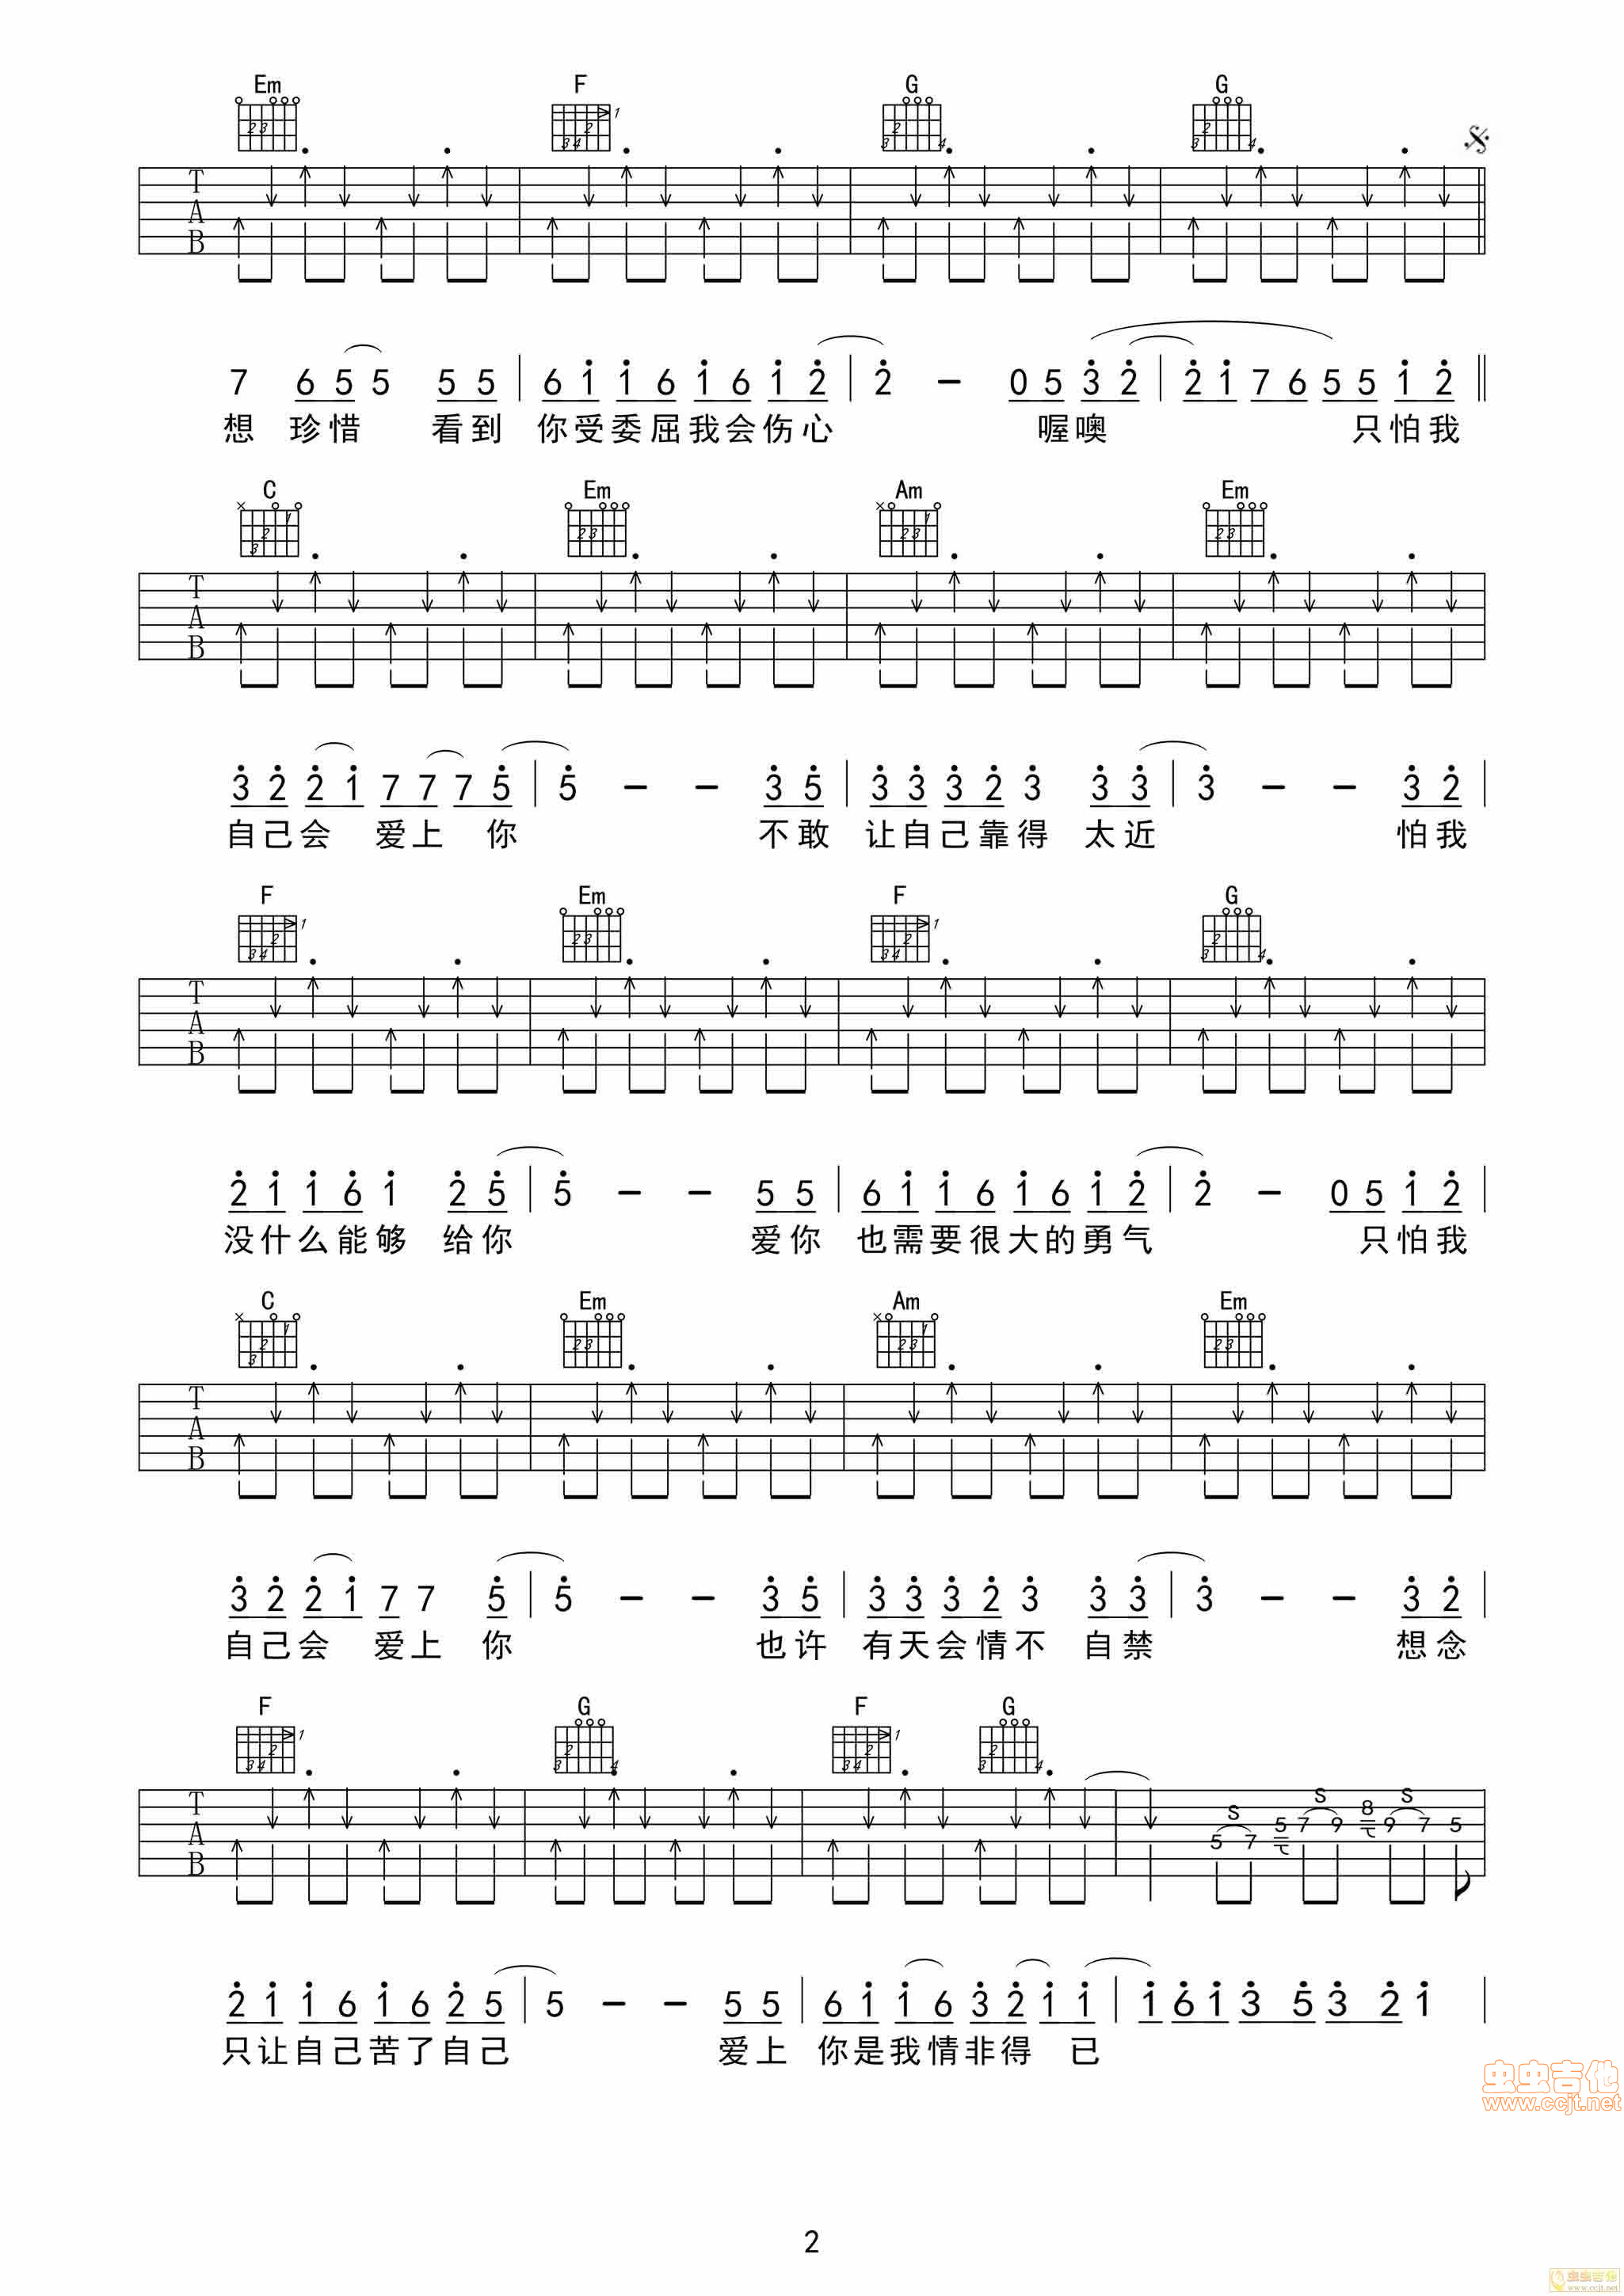 Em F G G
T
A
B
7 6 5 5 5 5 | 6 1 1 6 1 6 1 2 | 2 - 0 5 3 2 | 2 1 7 6 5 5 1 2 ‖
想 珍惜 看到 你受委屈我会伤心 喔噢 只怕我
C Em Am Em
T
A
B
3 2 2 1 7 7 7 5 | 5 - - 3 5 | 3 3 3 2 3 3 3 | 3 - - 3 2 |
自己会 爱上 你 不敢 让自己靠得 太近 怕我
F Em F G
T
A
B
2 1 1 6 1 2 5 | 5 - - 5 5 | 6 1 1 6 1 6 1 2 | 2 - 0 5 1 2 |
没什么能够 给你 爱你 也需要很大的勇气 只怕我
C Em Am Em
T
A
B
3 2 2 1 7 7 5 | 5 - - 3 5 | 3 3 3 2 3 3 3 | 3 - - 3 2 |
自己会 爱上 你 也许 有天会情不 自禁 想念
F G F G
T
A
B
S S S
5 7 5 7 9 8 9 7 5
2 1 1 6 1 6 2 5 | 5 - - 5 5 | 6 1 1 6 3 2 1 1 | 1 6 1 3 5 3 2 1 |
只让自己苦了自己 爱上 你是我情非得 已
虫虫吉他
www.ccjt.net
2
虫虫吉他
www.ccjt.net